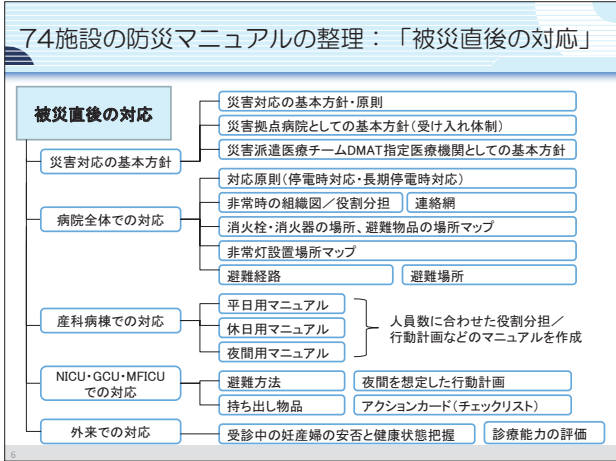 74施設の防災マニュアルの整理：「被災直後の対応」
被災直後の対応
災害対応の基本方針
災害対応の基本方針・原則
災害拠点病院としての基本方針(受け入れ体制)
災害派遣医療チームDMAT指定医療機関としての基本方針
病院全体での対応
対応原則(停電時対応・長期停電時対応)
非常時の組織図／役割分担
連絡網
消火栓・消火器の場所、避難物品の場所マップ
非常灯設置場所マップ
避難経路
避難場所
産科病棟での対応
平日用マニュアル
休日用マニュアル
夜間用マニュアル
人員数に合わせた役割分担／
行動計画などのマニュアルを作成
NICU・GCU・MFICU
での対応
避難方法
夜間を想定した行動計画
持ち出し物品
アクションカード(チェックリスト)
外来での対応
受診中の妊産婦の安否と健康状態把握
診療能力の評価
6